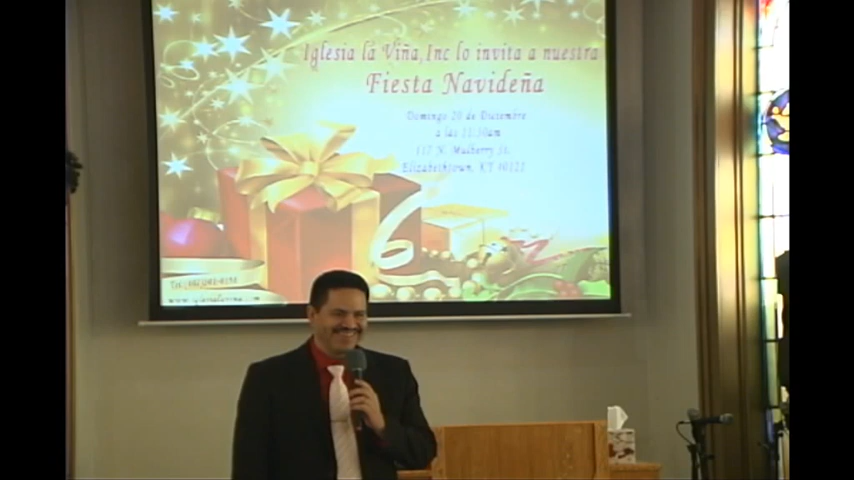 Iglesia la Viña, Inc lo invita a nuestra
Fiesta Navideña
Domingo 20 de Diciembre
a las 11:30am
117 N. Mulberry St.
Elizabethtown, KY